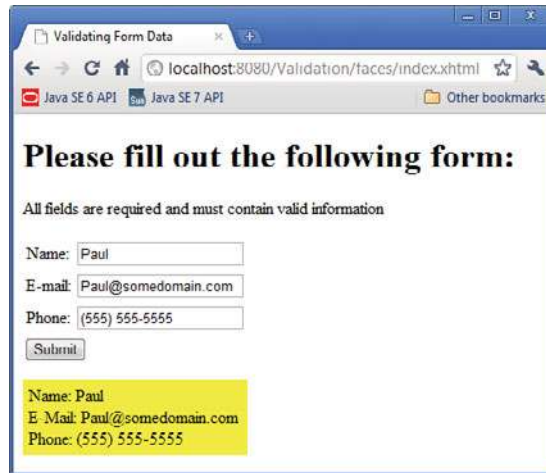 Validating Form Data
localhost:8080/Validation/faces/index.xhtml
Java SE 6 API Sun Java SE 7 API Other bookmarks
Please fill out the following form:
All fields are required and must contain valid information
Name: Paul
E-mail: Paul@somedomain.com
Phone: (555) 555-5555
Submit
Name: Paul
E-Mail: Paul@somedomain.com
Phone: (555) 555-5555